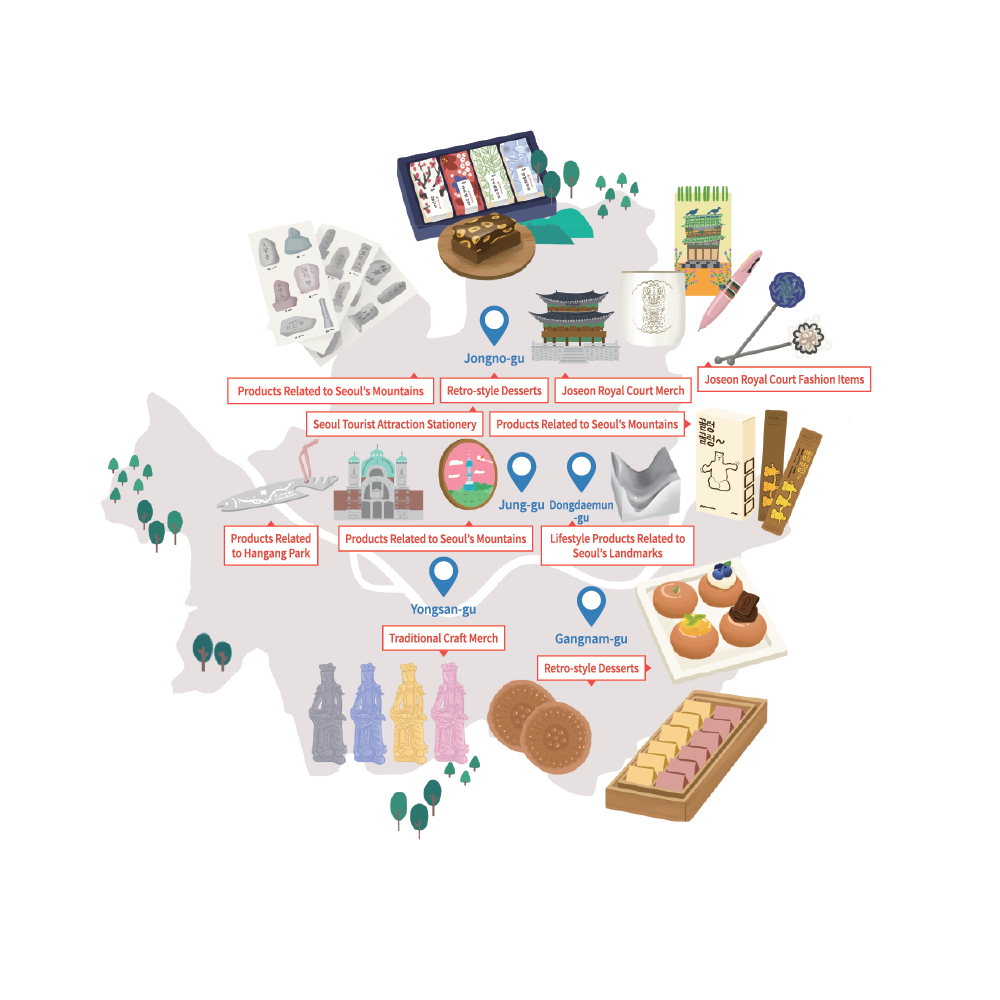 Jongno-gu
Products Related to Seoul's Mountains
Retro-style Desserts
Joseon Royal Court Merch
Joseon Royal Court Fashion Items
Seoul Tourist Attraction Stationery
Products Related to Seoul's Mountains
Jung-gu
Dongdaemun
-gu
Products Related
to Hangang Park
Products Related to Seoul's Mountains
Lifestyle Products Related to
Seoul's Landmarks
Yongsan-gu
Gangnam-gu
Traditional Craft Merch
Retro-style Desserts